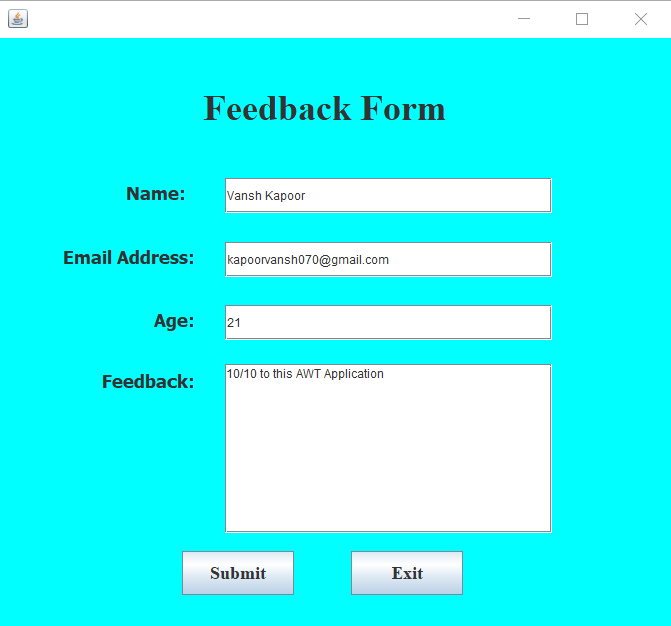 Feedback Form
Name: Vansh Kapoor
Email Address: kapoorvansh070@gmail.com
Age: 21
Feedback: 10/10 to this AWT Application
Submit Exit